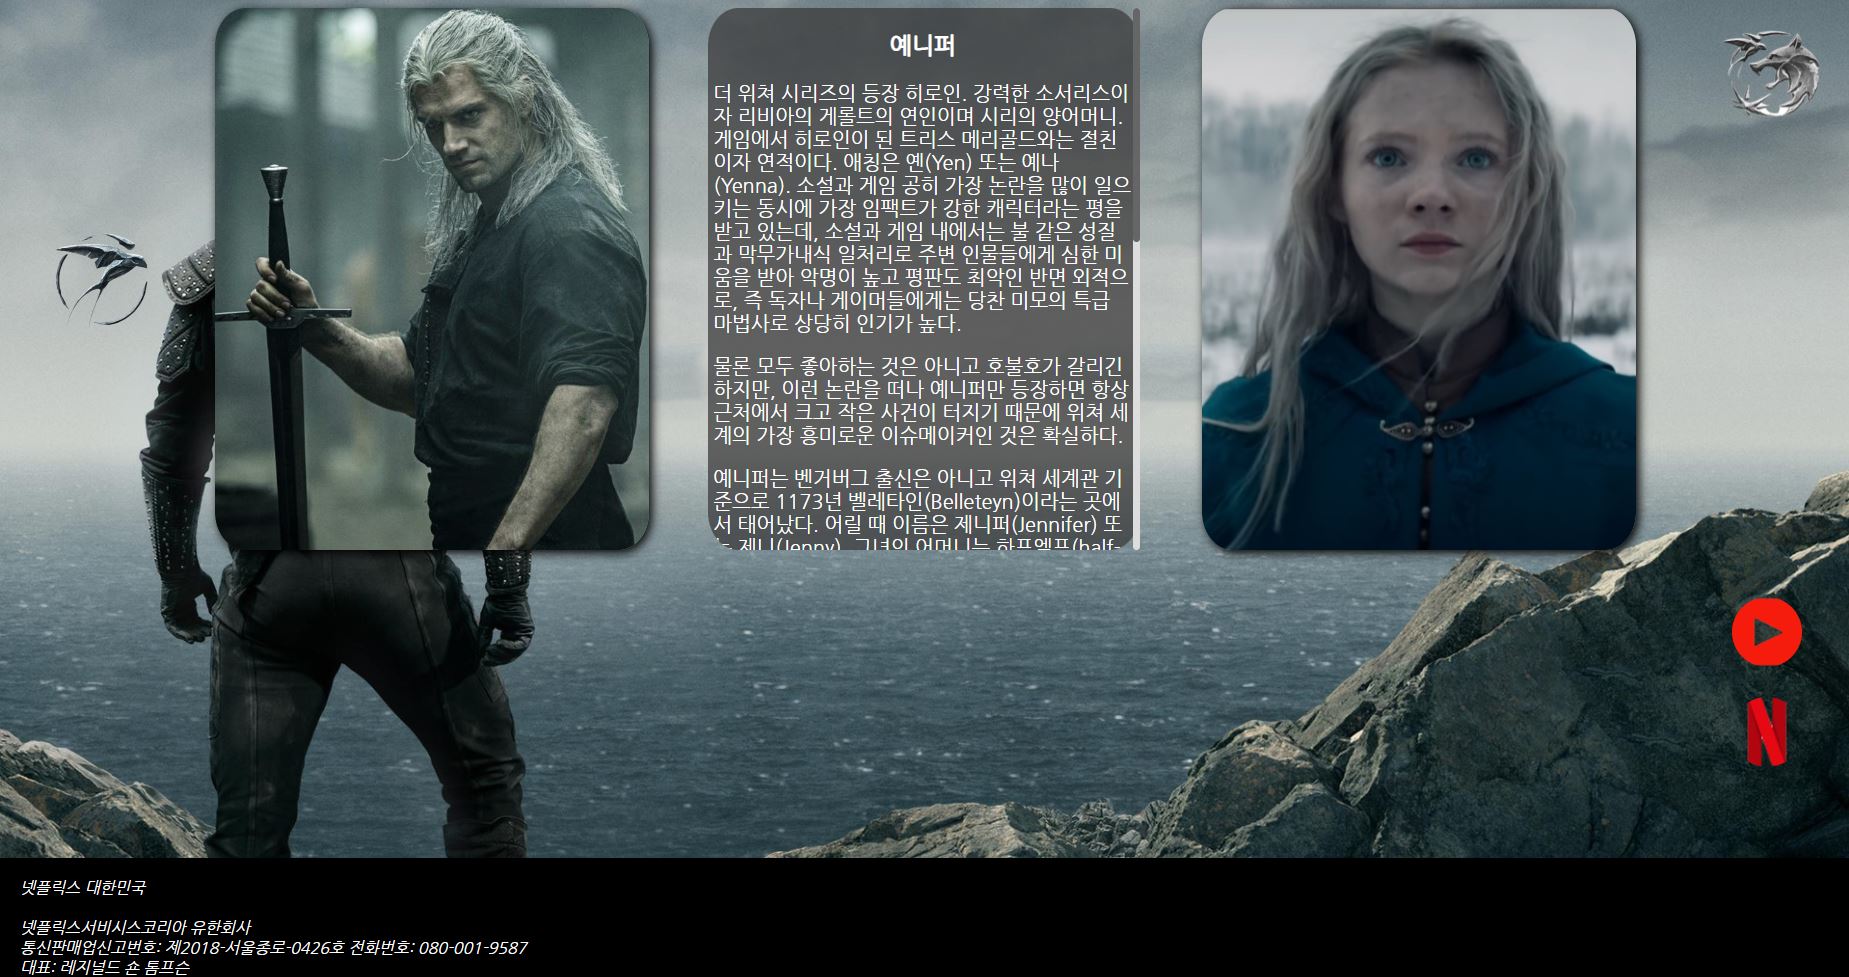 예니퍼
더 위쳐 시리즈의 등장 히로인. 강력한 소서리스이
자 리비아의 게롤트의 연인이며 시리의 양어머니.
게임에서 히로인이 된 트리스 메리골드와는 절친
이자 연적이다. 애칭은 옌(Yen) 또는 예나
(Yenna). 소설과 게임 공히 가장 논란을 많이 일으
키는 동시에 가장 임팩트가 강한 캐릭터라는 평을
받고 있는데, 소설과 게임 내에서는 불 같은 성질
과 막무가내식 일처리로 주변 인물들에게 심한 미
움을 받아 악명이 높고 평판도 최악인 반면 외적으
로, 즉 독자나 게이머들에게는 당찬 미모의 특급
마법사로 상당히 인기가 높다.
물론 모두 좋아하는 것은 아니고 호불호가 갈리긴
하지만, 이런 논란을 떠나 예니퍼만 등장하면 항상
근처에서 크고 작은 사건이 터지기 때문에 위쳐 세
계의 가장 흥미로운 이슈메이커인 것은 확실하다.
예니퍼는 벤거버그 출신은 아니고 위쳐 세계관 기
준으로 1173년 벨레타인(Belleteyn)이라는 곳에
서 태어났다. 어릴 때 이름은 제니퍼(Jennifer) 또
는 제니(Jenny). 그녀의 어머니는 하프엘프(half-
넷플릭스 대한민국
넷플릭스서비시스코리아 유한회사
통신판매업신고번호: 제2018-서울종로-0426호 전화번호: 080-001-9587
대표: 레지널드 숀 톰프슨